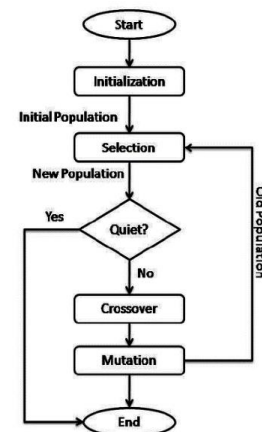 Start
Initialization
Initial Population
Selection
New Population
Yes
Quiet?
No
Crossover
Old Population
Mutation
End